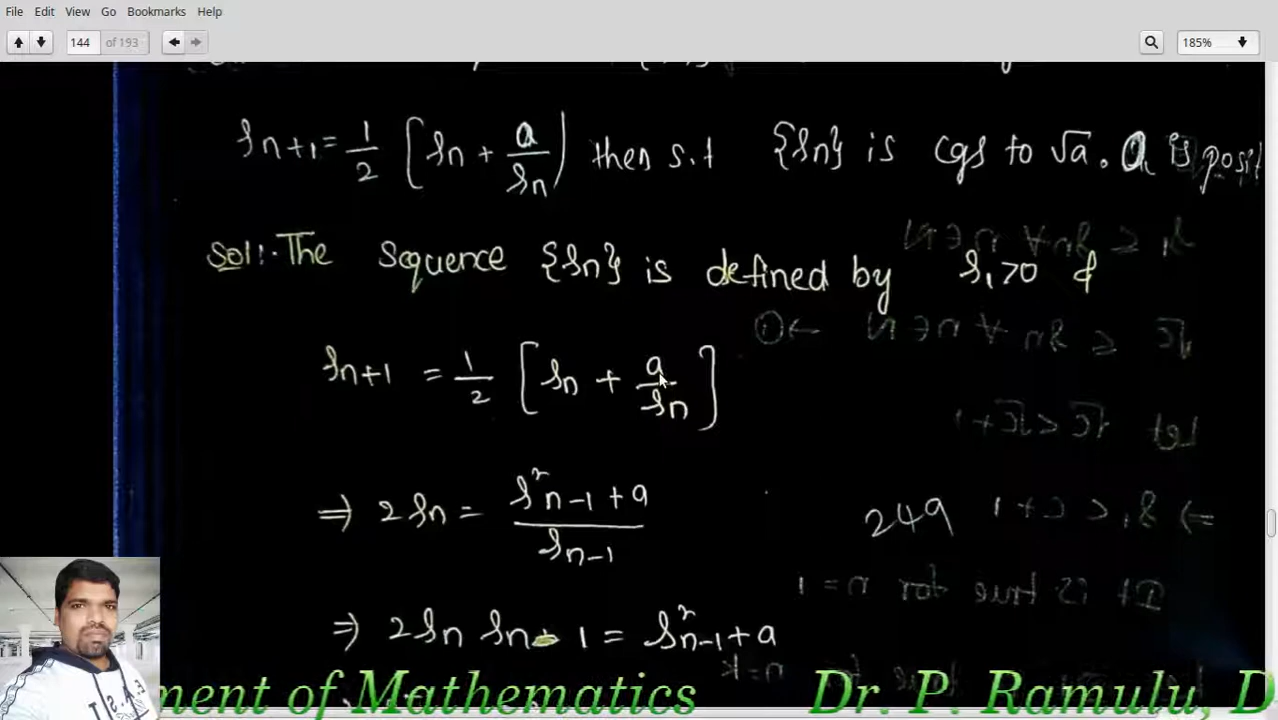 File Edit View Go Bookmarks Help
144 of 193 185%
Sn+1 = 1/2 [Sn + a/Sn] then s.t {Sn} is cgs to √a. a is posit
Sol:- The Sequence {Sn} is defined by S1>0 &
Sn+1 = 1/2 [Sn + a/Sn]
⇒ 2Sn = S²n-1 + a / Sn-1
249
⇒ 2Sn Sn-1 = S²n-1 + a
ment of Mathematics Dr. P. Ramulu, D